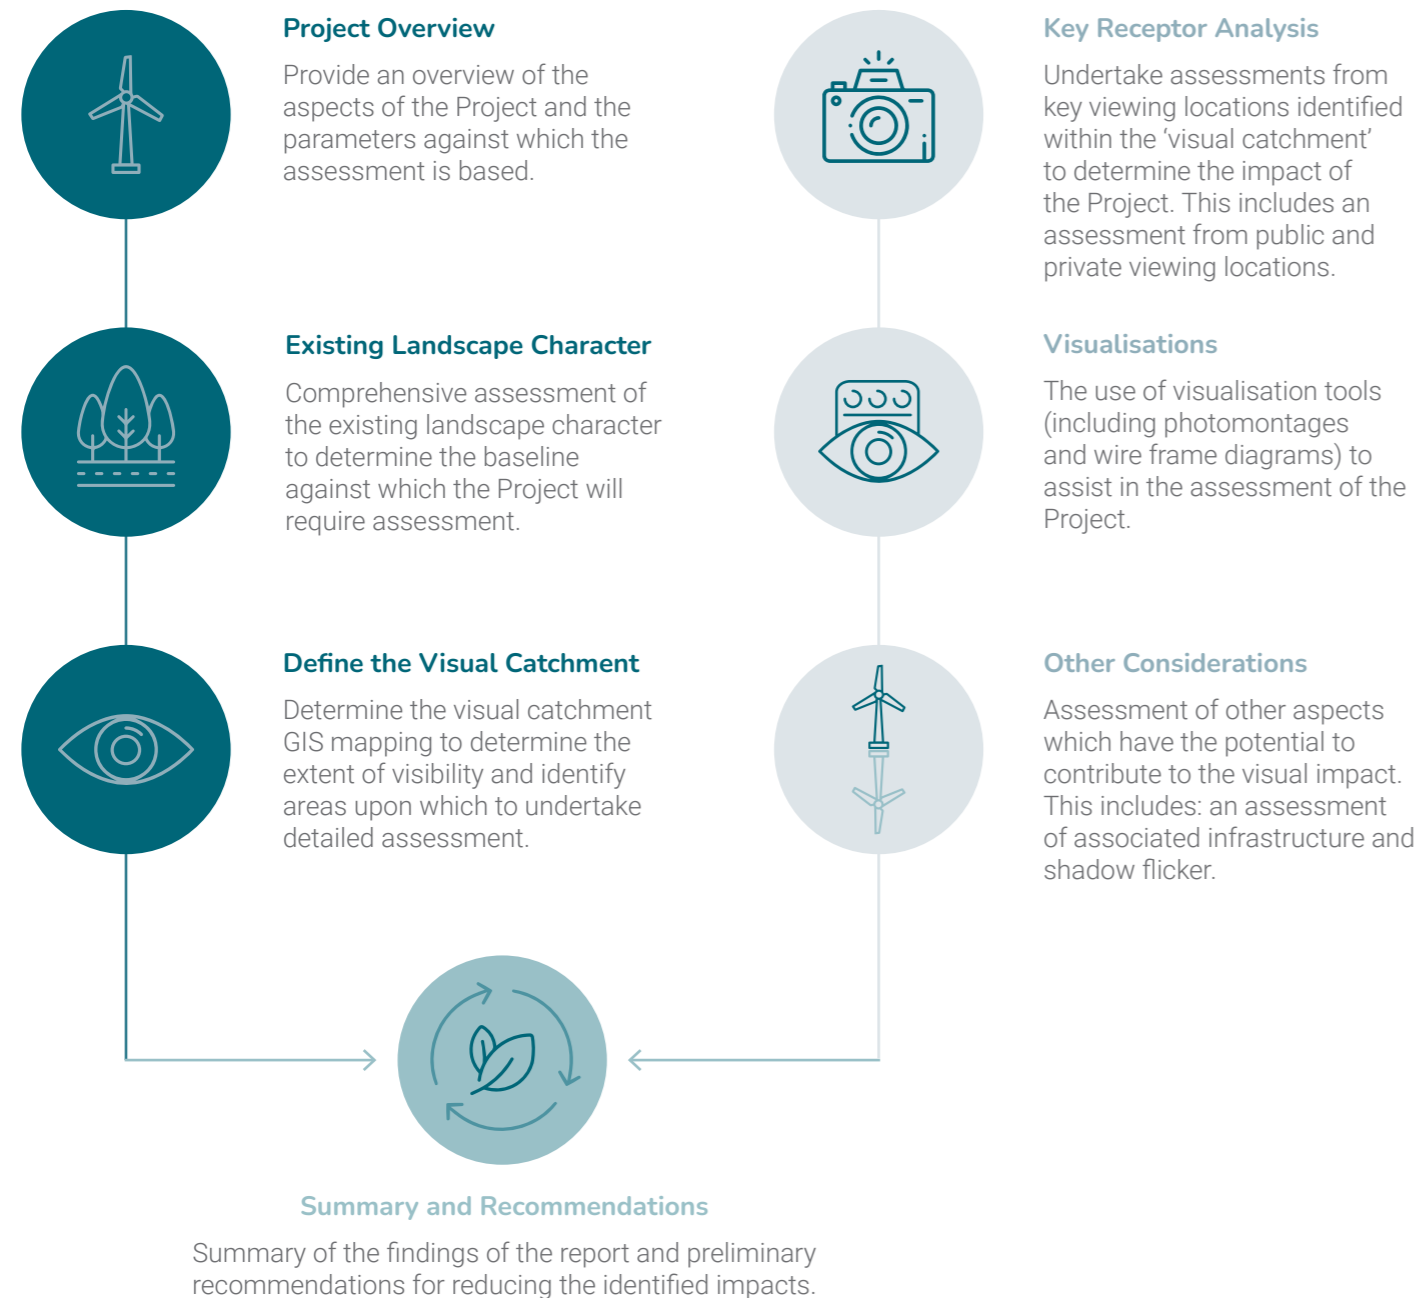 Project Overview
Provide an overview of the
aspects of the Project and the
parameters against which the
assessment is based.
Existing Landscape Character
Comprehensive assessment of
the existing landscape character
to determine the baseline
against which the Project will
require assessment.
Define the Visual Catchment
Determine the visual catchment
GIS mapping to determine the
extent of visibility and identify
areas upon which to undertake
detailed assessment.
Key Receptor Analysis
Undertake assessments from
key viewing locations identified
within the ‘visual catchment’
to determine the impact of
the Project. This includes an
assessment from public and
private viewing locations.
Visualisations
The use of visualisation tools
(including photomontages
and wire frame diagrams) to
assist in the assessment of the
Project.
Other Considerations
Assessment of other aspects
which have the potential to
contribute to the visual impact.
This includes: an assessment
of associated infrastructure and
shadow flicker.
Summary and Recommendations
Summary of the findings of the report and preliminary
recommendations for reducing the identified impacts.